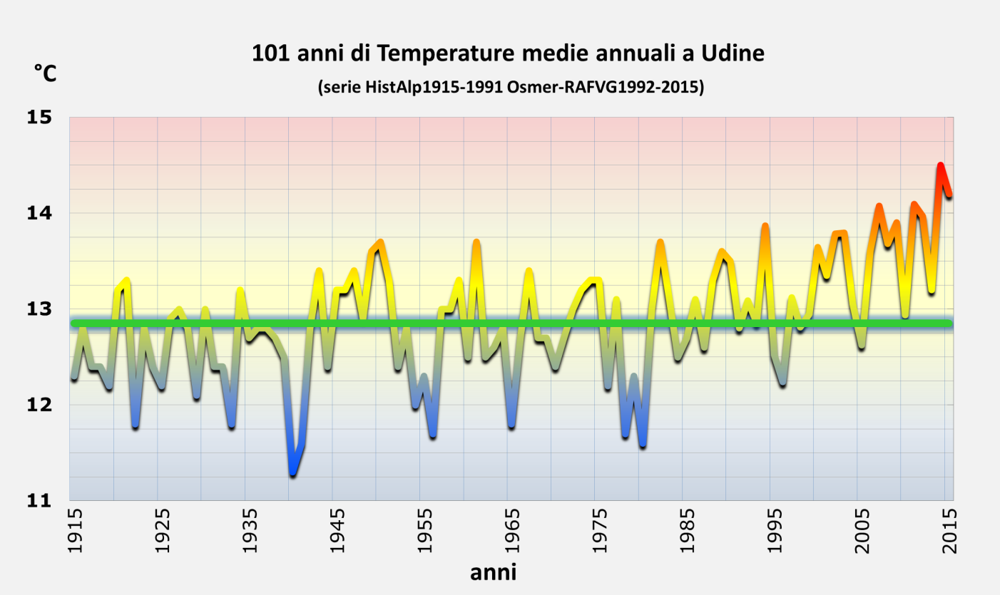 101 anni di Temperature medie annuali a Udine
°C
(serie HistAlp1915-1991 Osmer-RAFVG1992-2015)
15
14
13
12
11
1915 1925 1935 1945 1955 1965 1975 1985 1995 2005 2015
anni